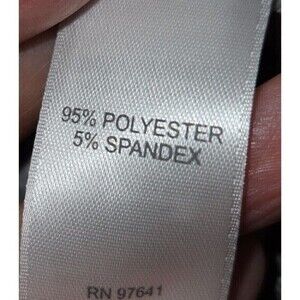 95% POLYESTER
5% SPANDEX
RN 97641